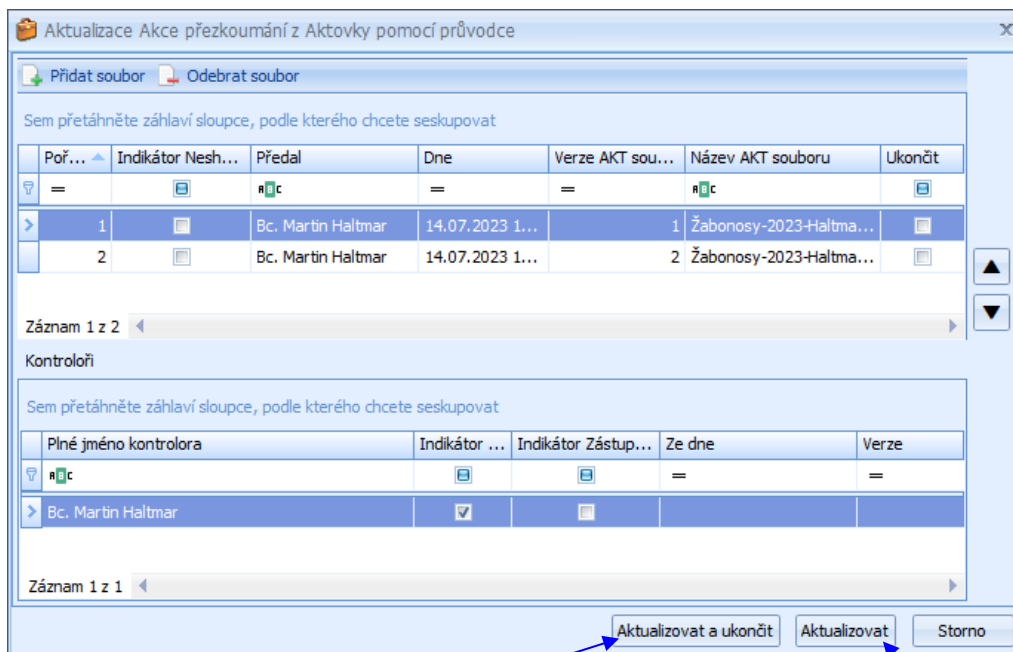 Aktualizace Akce přezkoumání z Aktovky pomocí průvodce
Přidat soubor Odebrat soubor
Sem přetáhněte záhlaví sloupce, podle kterého chcete seskupovat
Poř... Indikátor Nesh... Předal Dne Verze AKT sou... Název AKT souboru Ukončit
= ABC = = ABC
1 Bc. Martin Haltmar 14.07.2023 1... 1 Žabonosy-2023-Haltma...
2 Bc. Martin Haltmar 14.07.2023 1... 2 Žabonosy-2023-Haltma...
Záznam 1 z 2
Kontroloři
Sem přetáhněte záhlaví sloupce, podle kterého chcete seskupovat
Plné jméno kontrolora Indikátor ... Indikátor Zástup... Ze dne Verze
ABC = =
Bc. Martin Haltmar
Záznam 1 z 1
Aktualizovat a ukončit Aktualizovat Storno